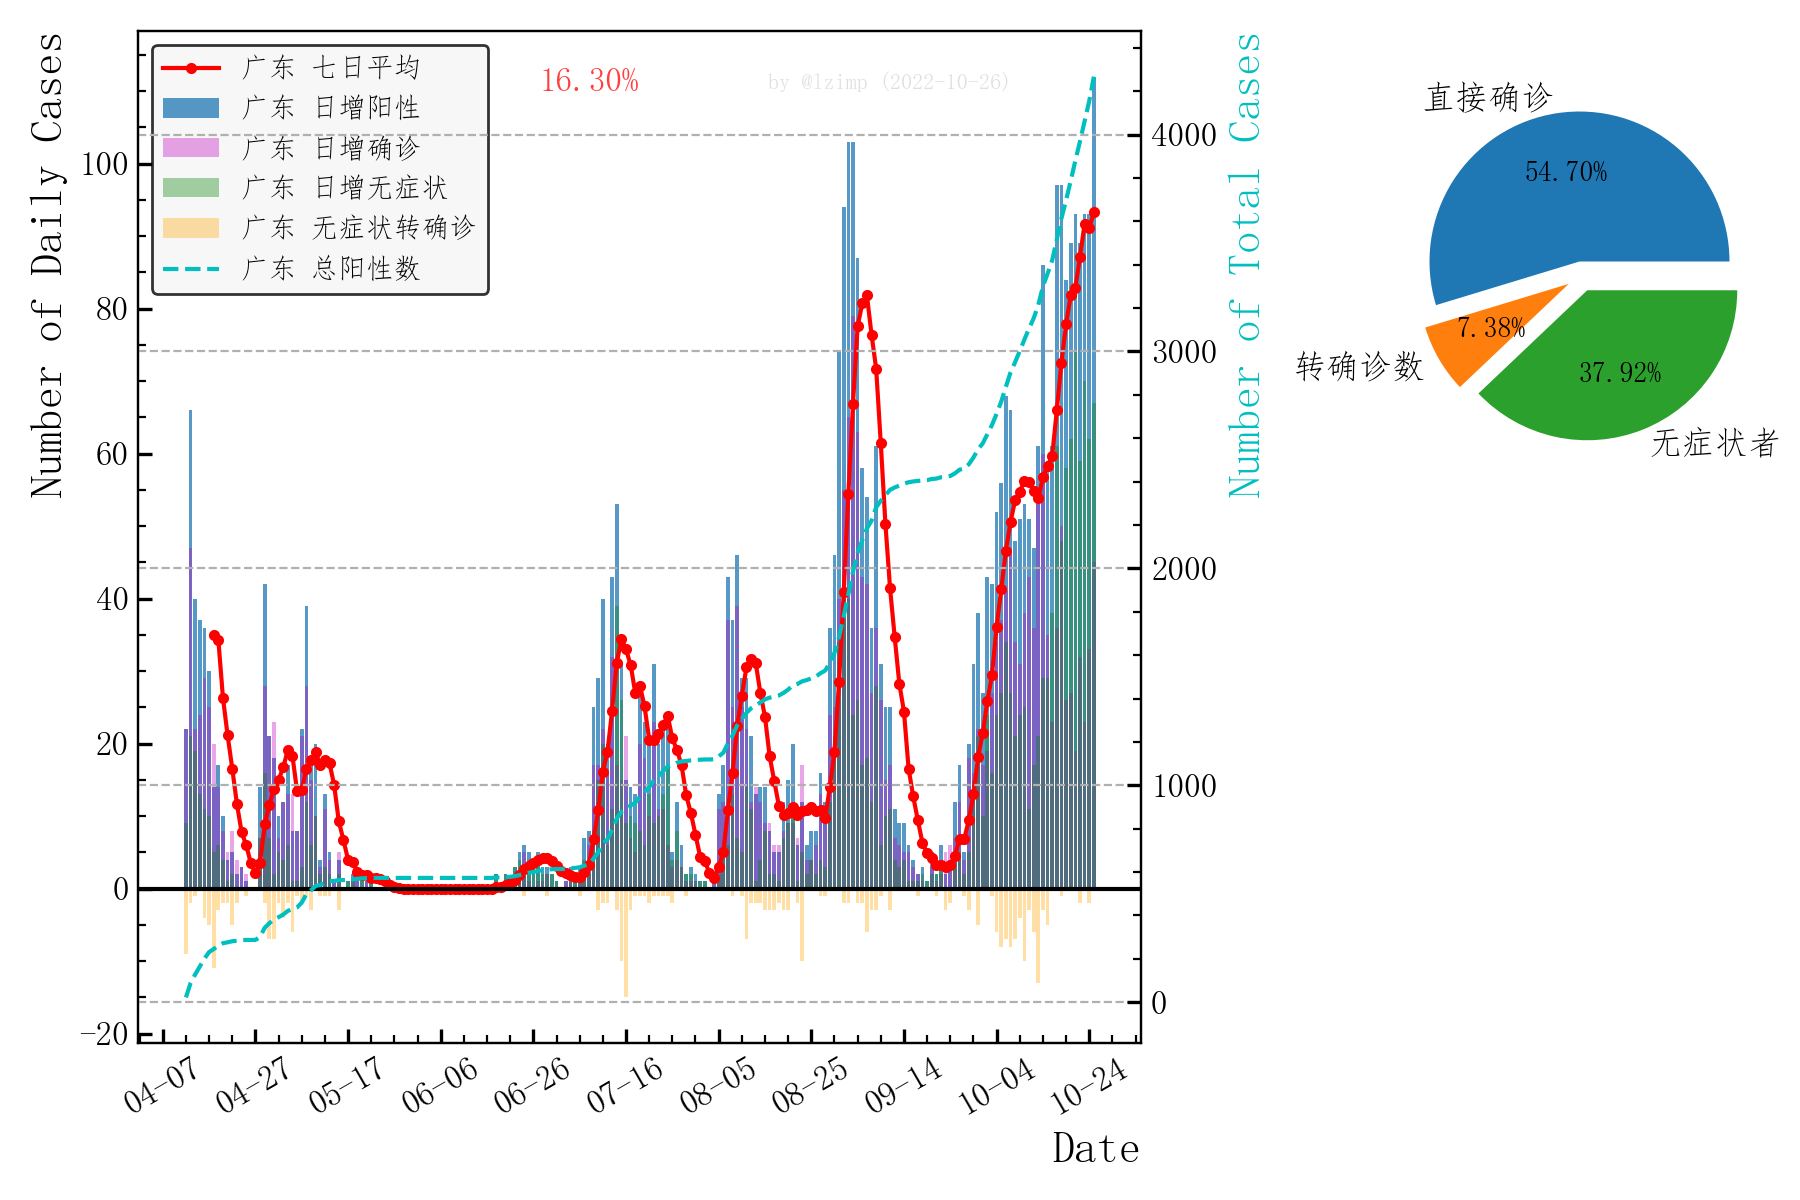 Number of Daily Cases
100
80
60
40
20
0
−20
广东 七日平均
广东 日增阳性
广东 日增确诊
广东 日增无症状
广东 无症状转确诊
广东 总阳性数
16.30%
by @lzimp (2022-10-26)
4000
3000
2000
1000
0
Number of Total Cases
04−07
04−27
05−17
06−06
06−26
07−16
08−05
08−25
09−14
10−04
10−24
Date
直接确诊
54.70%
7.38%
转确诊数
37.92%
无症状者